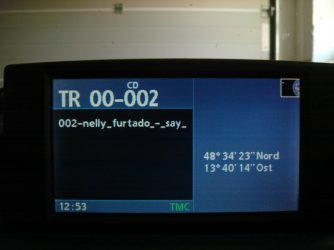 CD
TR 00-002
002-nelly_furtado_-_say_
48° 34' 23" Nord
13° 40' 14" Ost
12:53
TMC